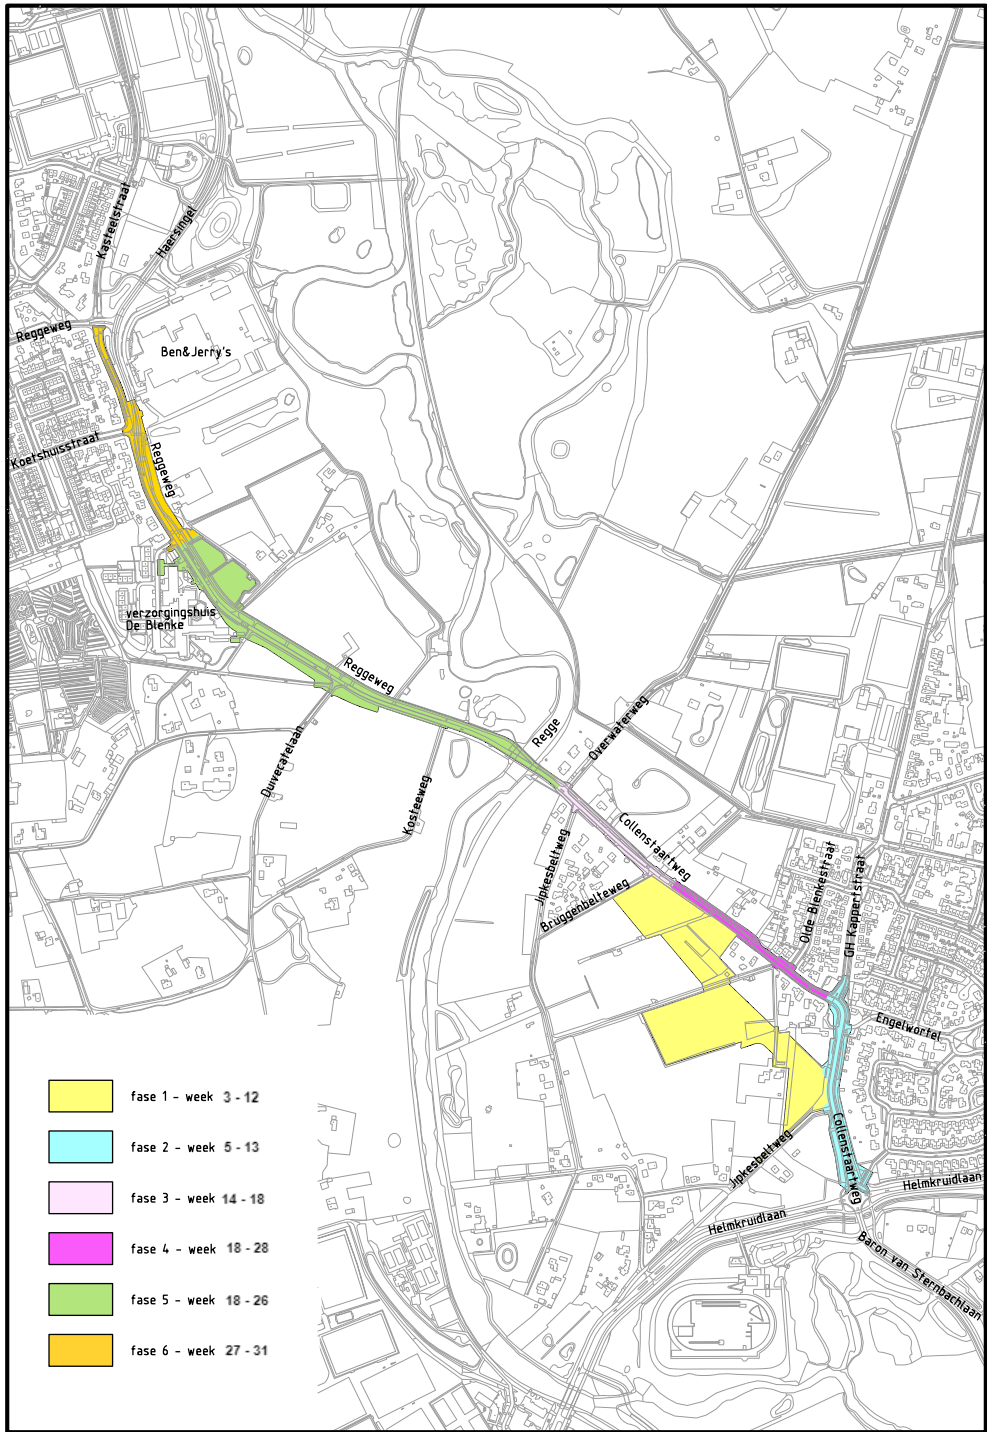 Kasteelstraat
Haersingel
Reggeweg
Ben&Jerry's
Koetshuisstraat
Reggeweg
verzorgingshuis
De Blenke
Reggeweg
Regge
Overwaterweg
Duivecatelaan
Kosteeweg
Collenstaartweg
Jipkesbeltweg
Bruggenbelteweg
Olde Blenkestraat
GH Kappertstraat
Engelwortel
fase 1 - week 3 - 12
fase 2 - week 5 - 13
fase 3 - week 14 - 18
fase 4 - week 18 - 28
fase 5 - week 18 - 26
fase 6 - week 27 - 31
Jipkesbeltweg
Collenstaartweg
Helmkruidlaan
Helmkruidlaan
Baron van Sternbachlaan